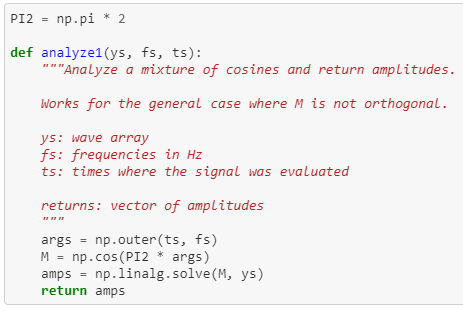 PI2 = np.pi * 2
def analyze1(ys, fs, ts):
"""Analyze a mixture of cosines and return amplitudes.
Works for the general case where M is not orthogonal.
ys: wave array
fs: frequencies in Hz
ts: times where the signal was evaluated
returns: vector of amplitudes
"""
args = np.outer(ts, fs)
M = np.cos(PI2 * args)
amps = np.linalg.solve(M, ys)
return amps